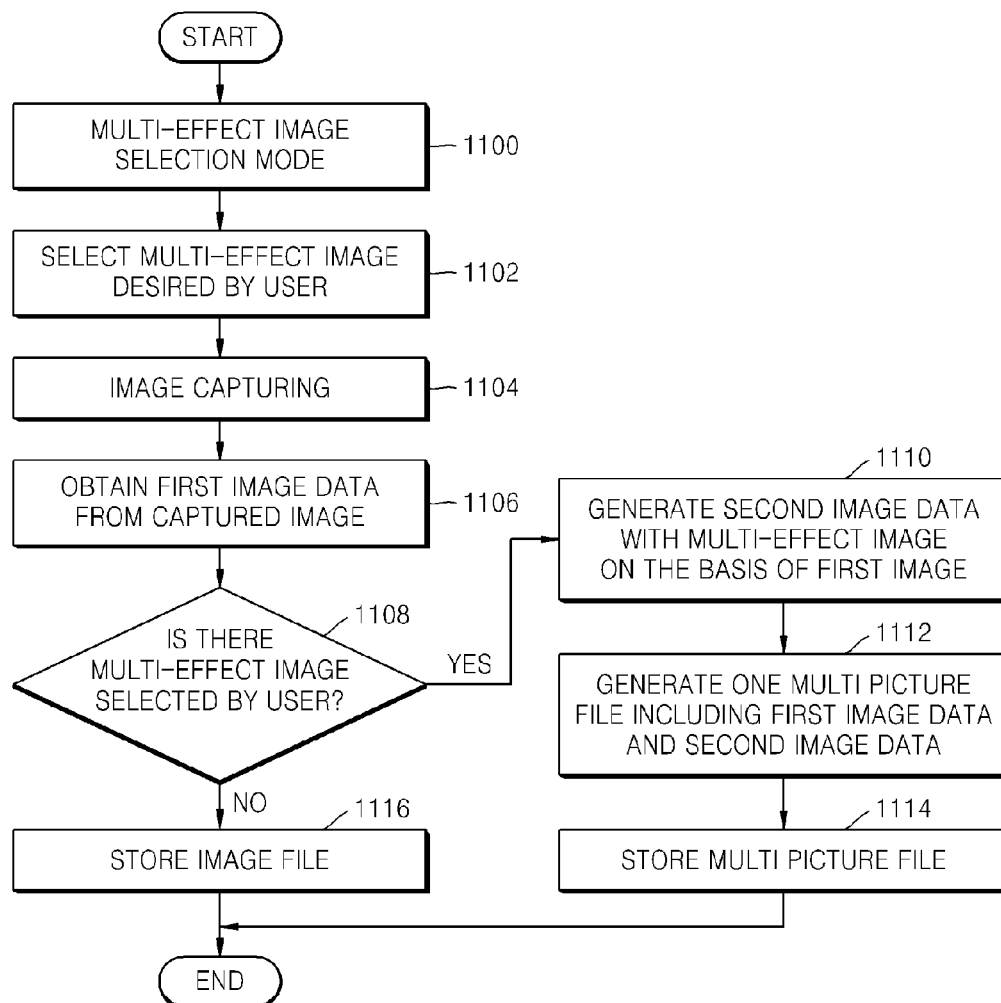 START
MULTI-EFFECT IMAGE
SELECTION MODE
1100
SELECT MULTI-EFFECT IMAGE
DESIRED BY USER
1102
IMAGE CAPTURING
1104
OBTAIN FIRST IMAGE DATA
FROM CAPTURED IMAGE
1106
IS THERE
MULTI-EFFECT IMAGE
SELECTED BY USER?
1108
YES
NO
1110
GENERATE SECOND IMAGE DATA
WITH MULTI-EFFECT IMAGE
ON THE BASIS OF FIRST IMAGE
1112
GENERATE ONE MULTI PICTURE
FILE INCLUDING FIRST IMAGE DATA
AND SECOND IMAGE DATA
1116
STORE IMAGE FILE
1114
STORE MULTI PICTURE FILE
END